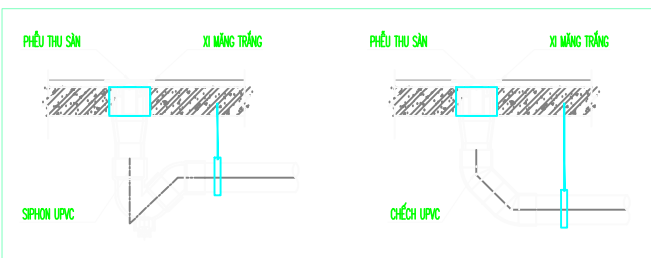 PHỄU THU SÀN
XI MĂNG TRẮNG
PHỄU THU SÀN
XI MĂNG TRẮNG
SIPHON UPVC
CHẾCH UPVC